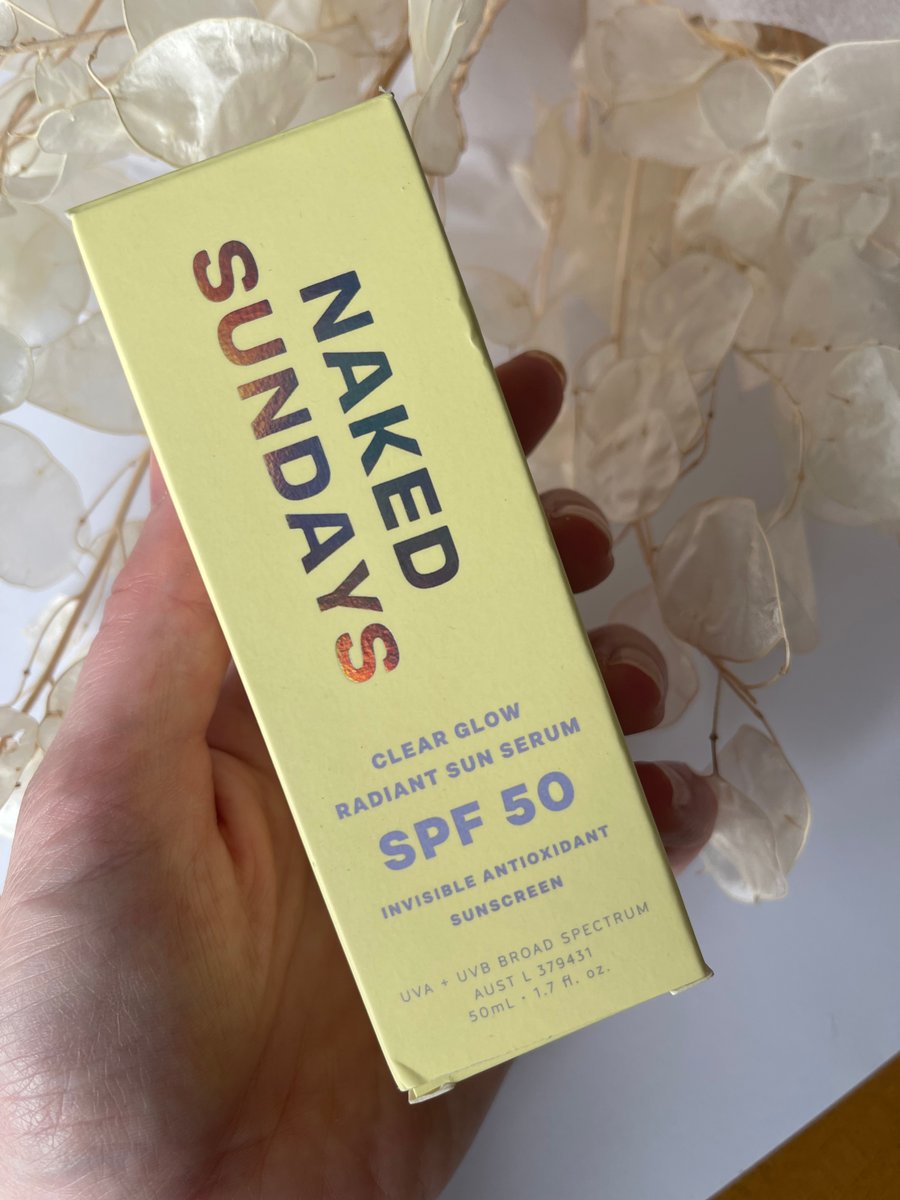 NAKED
SUNDAYS
CLEAR GLOW
RADIANT SUN SERUM
SPF 50
INVISIBLE ANTIOXIDANT
SUNSCREEN
UVA + UVB BROAD SPECTRUM
AUST L 379431
50mL • 1.7 fl. oz.